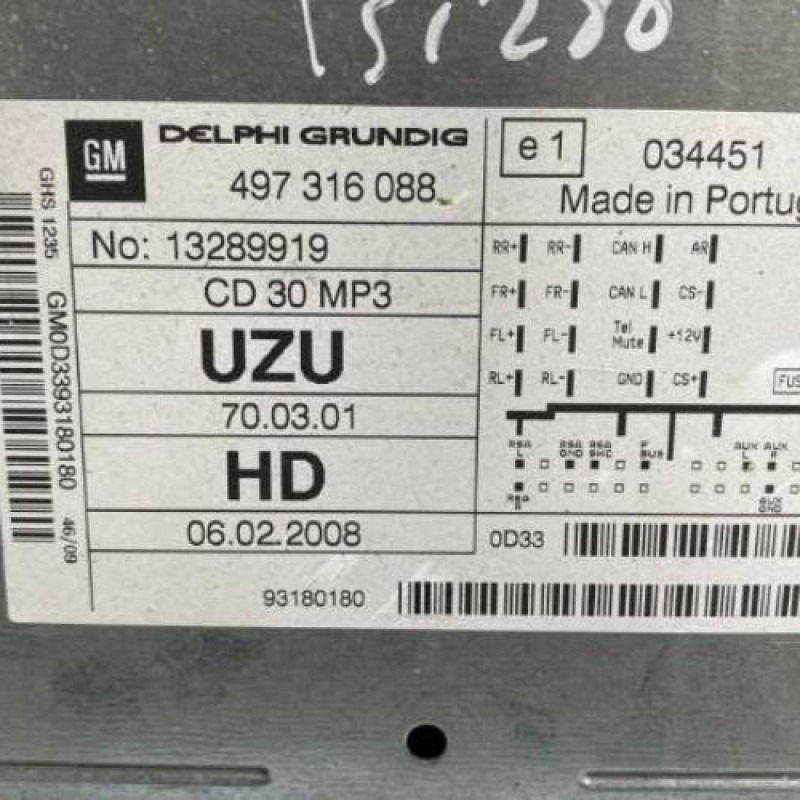 GM
DELPHI GRUNDIG
497 316 088
No: 13289919
CD 30 MP3
UZU
70.03.01
HD
06.02.2008
93180180
GHS 1235
GM0D3393180180
46/09
e 1
034451
Made in Portug
RR+ RR- CAN H AR
FR+ FR- CAN L CS-
FL+ FL- Tel Mute +12V
RL+ RL- GND CS+
FUS
RSA L RSA GND RSA SHC P BUS AUX L AUX R
RSA R AUX GND
0D33